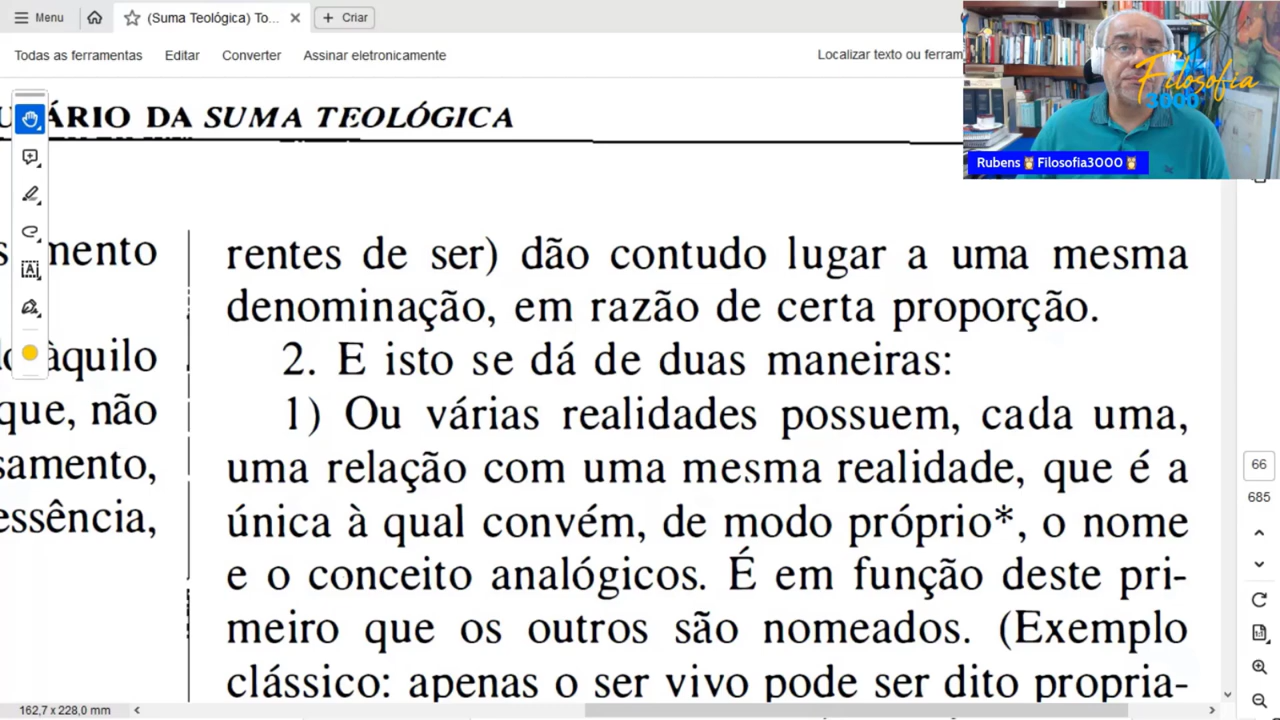 Menu
(Suma Teológica) To...
Criar
Todas as ferramentas
Editar
Converter
Assinar eletronicamente
Localizar texto ou ferram
Filosofia
3000
Rubens Filosofia3000
ÁRIO DA SUMA TEOLÓGICA
mento
àquilo
que, não
samento,
essência,
rentes de ser) dão contudo lugar a uma mesma
denominação, em razão de certa proporção.
2. E isto se dá de duas maneiras:
1) Ou várias realidades possuem, cada uma,
uma relação com uma mesma realidade, que é a
única à qual convém, de modo próprio*, o nome
e o conceito analógicos. É em função deste pri-
meiro que os outros são nomeados. (Exemplo
clássico: apenas o ser vivo pode ser dito propria-
66
685
162,7 x 228,0 mm